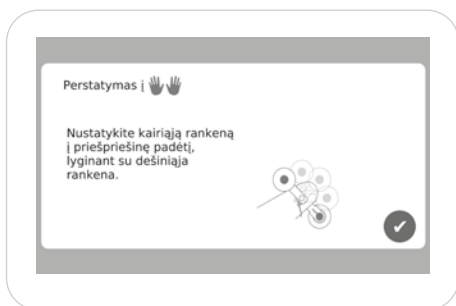 Perstatymas į
Nustatykite kairiąją rankeną
į priešpriešinę padėtį,
lyginant su dešiniąja
rankena.